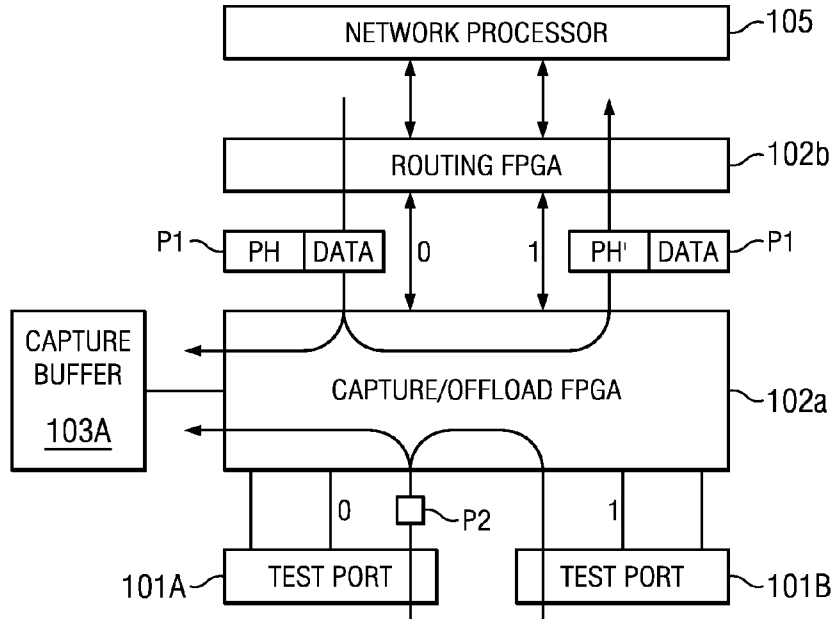 NETWORK PROCESSOR
105
ROUTING FPGA
102b
P1
PH
DATA
0
1
PH'
DATA
P1
CAPTURE
BUFFER
103A
CAPTURE/OFFLOAD FPGA
102a
0
P2
1
101A
TEST PORT
TEST PORT
101B